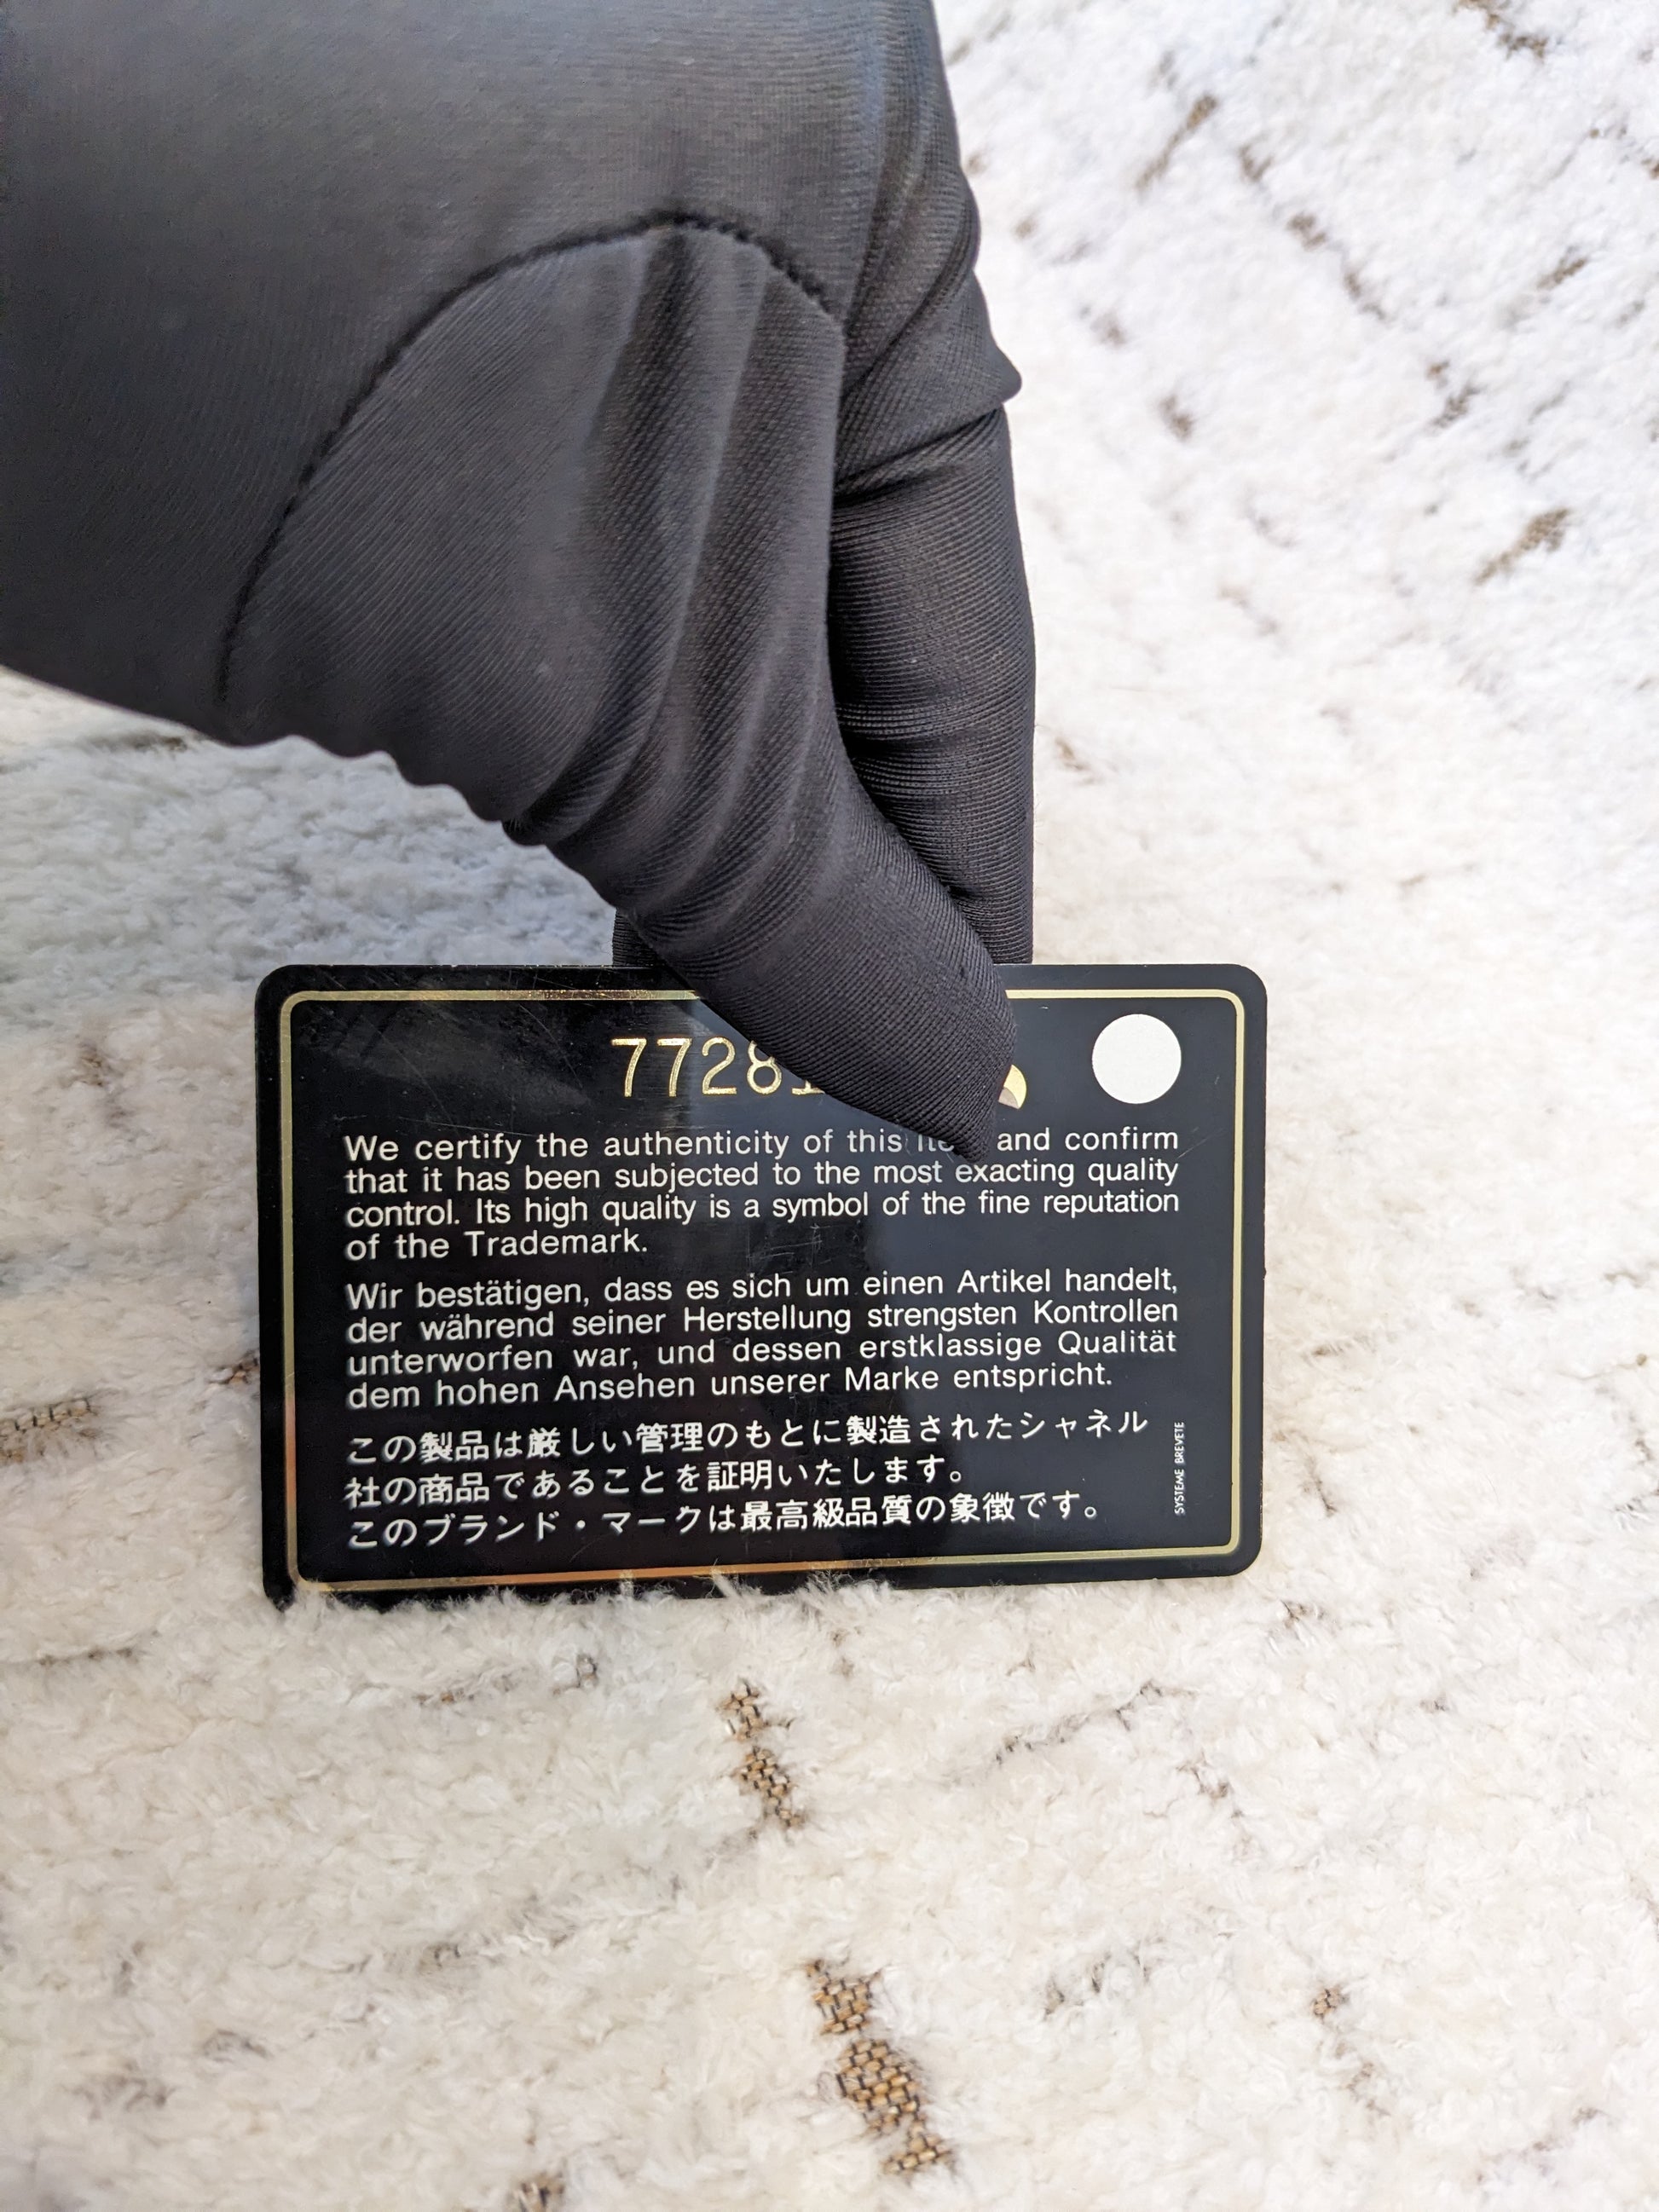 7728
We certify the authenticity of this and confirm
that it has been subjected to the most exacting quality
control. Its high quality is a symbol of the fine reputation
of the Trademark.
Wir bestätigen, dass es sich um einen Artikel handelt,
der während seiner Herstellung strengsten Kontrollen
unterworfen war, und dessen erstklassige Qualität
dem hohen Ansehen unserer Marke entspricht.
この製品は厳しい管理のもとに製造されたシャネル
社の商品であることを証明いたします。
このブランド・マークは最高級品質の象徴です。
SYSTEME BREVETE